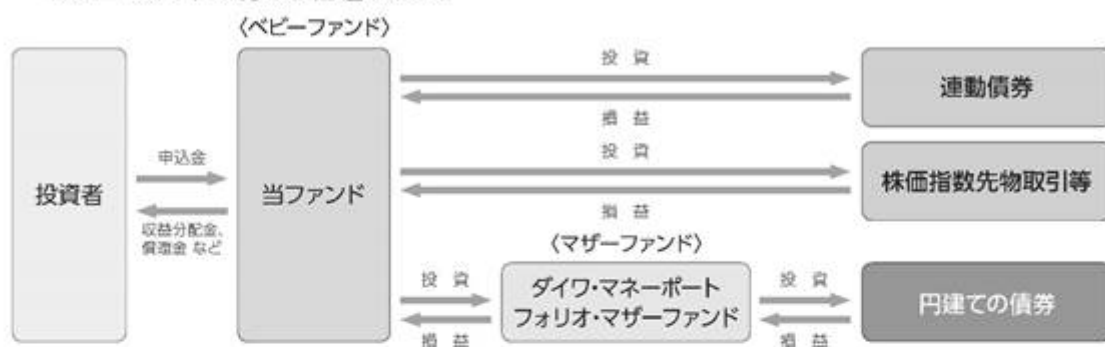 〈ベビーファンド〉
投資者
申込金
収益分配金、
償還金 など
当ファンド
投 資
損 益
連動債券
投 資
損 益
株価指数先物取引等
〈マザーファンド〉
投 資
損 益
ダイワ・マネーポート
フォリオ・マザーファンド
投 資
損 益
円建ての債券